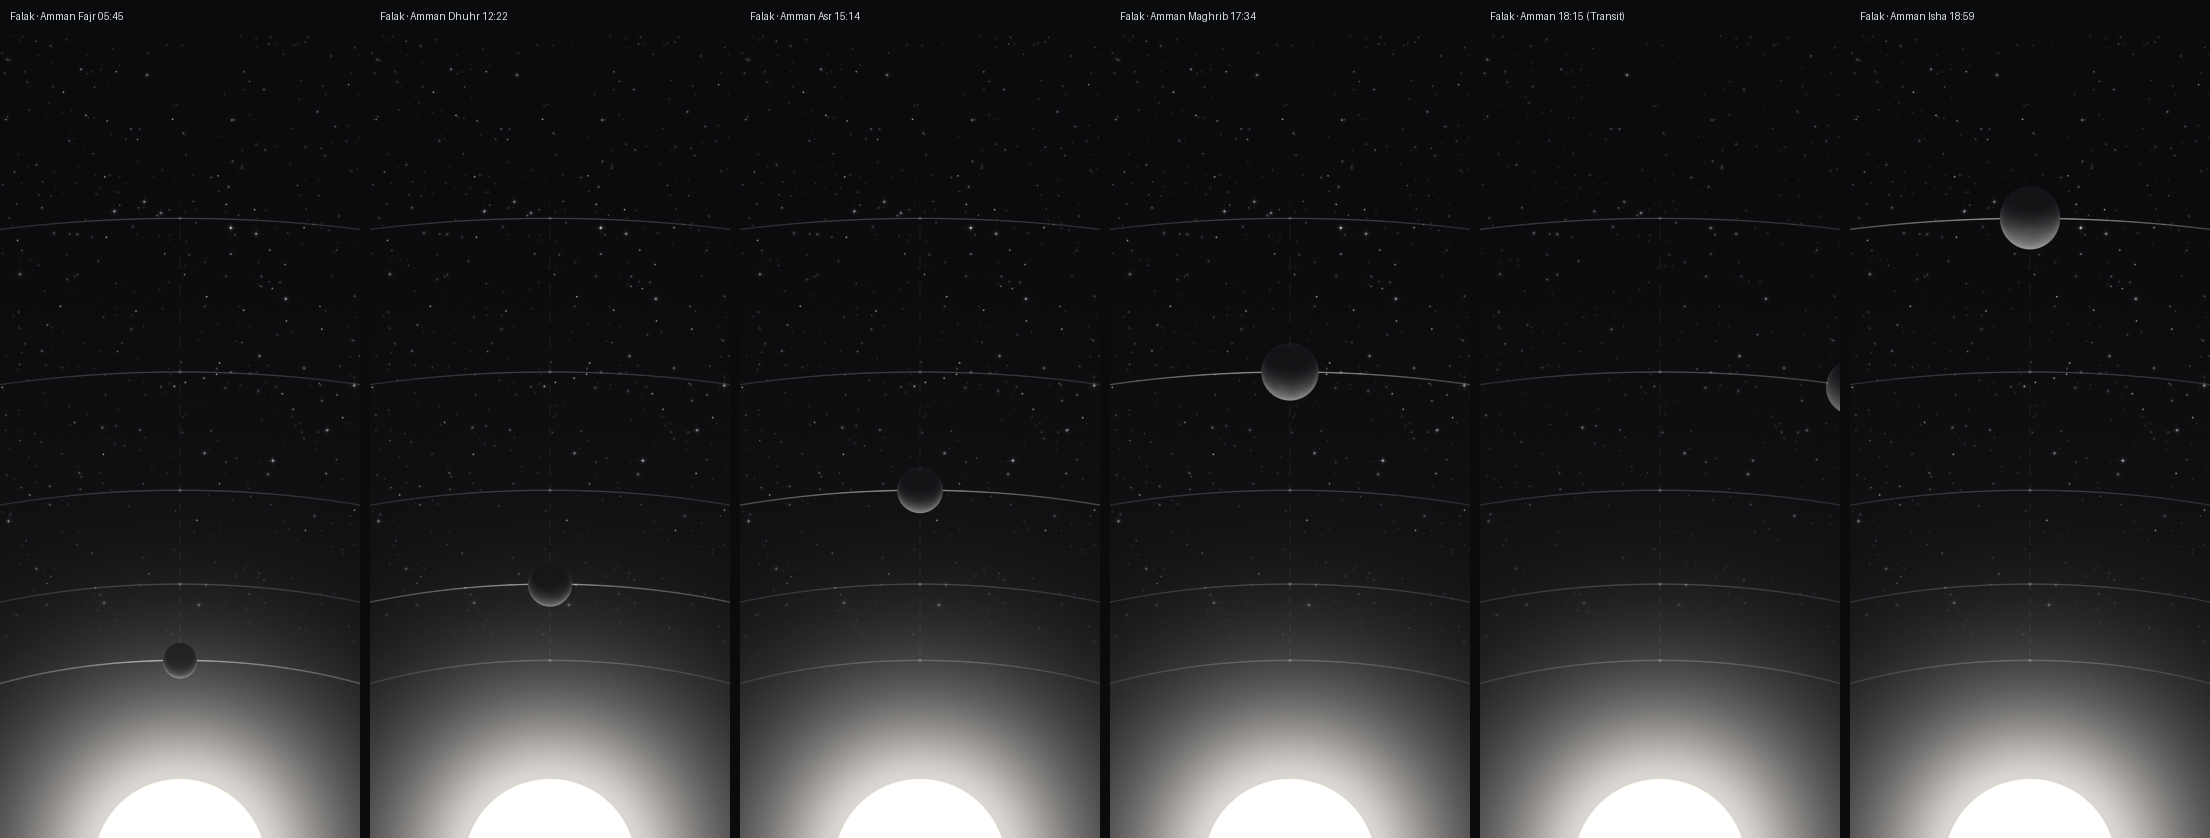 Falak · Amman Fajr 05:45
Falak · Amman Dhuhr 12:22
Falak · Amman Asr 15:14
Falak · Amman Maghrib 17:34
Falak · Amman 18:15 (Transit)
Falak · Amman Isha 18:59